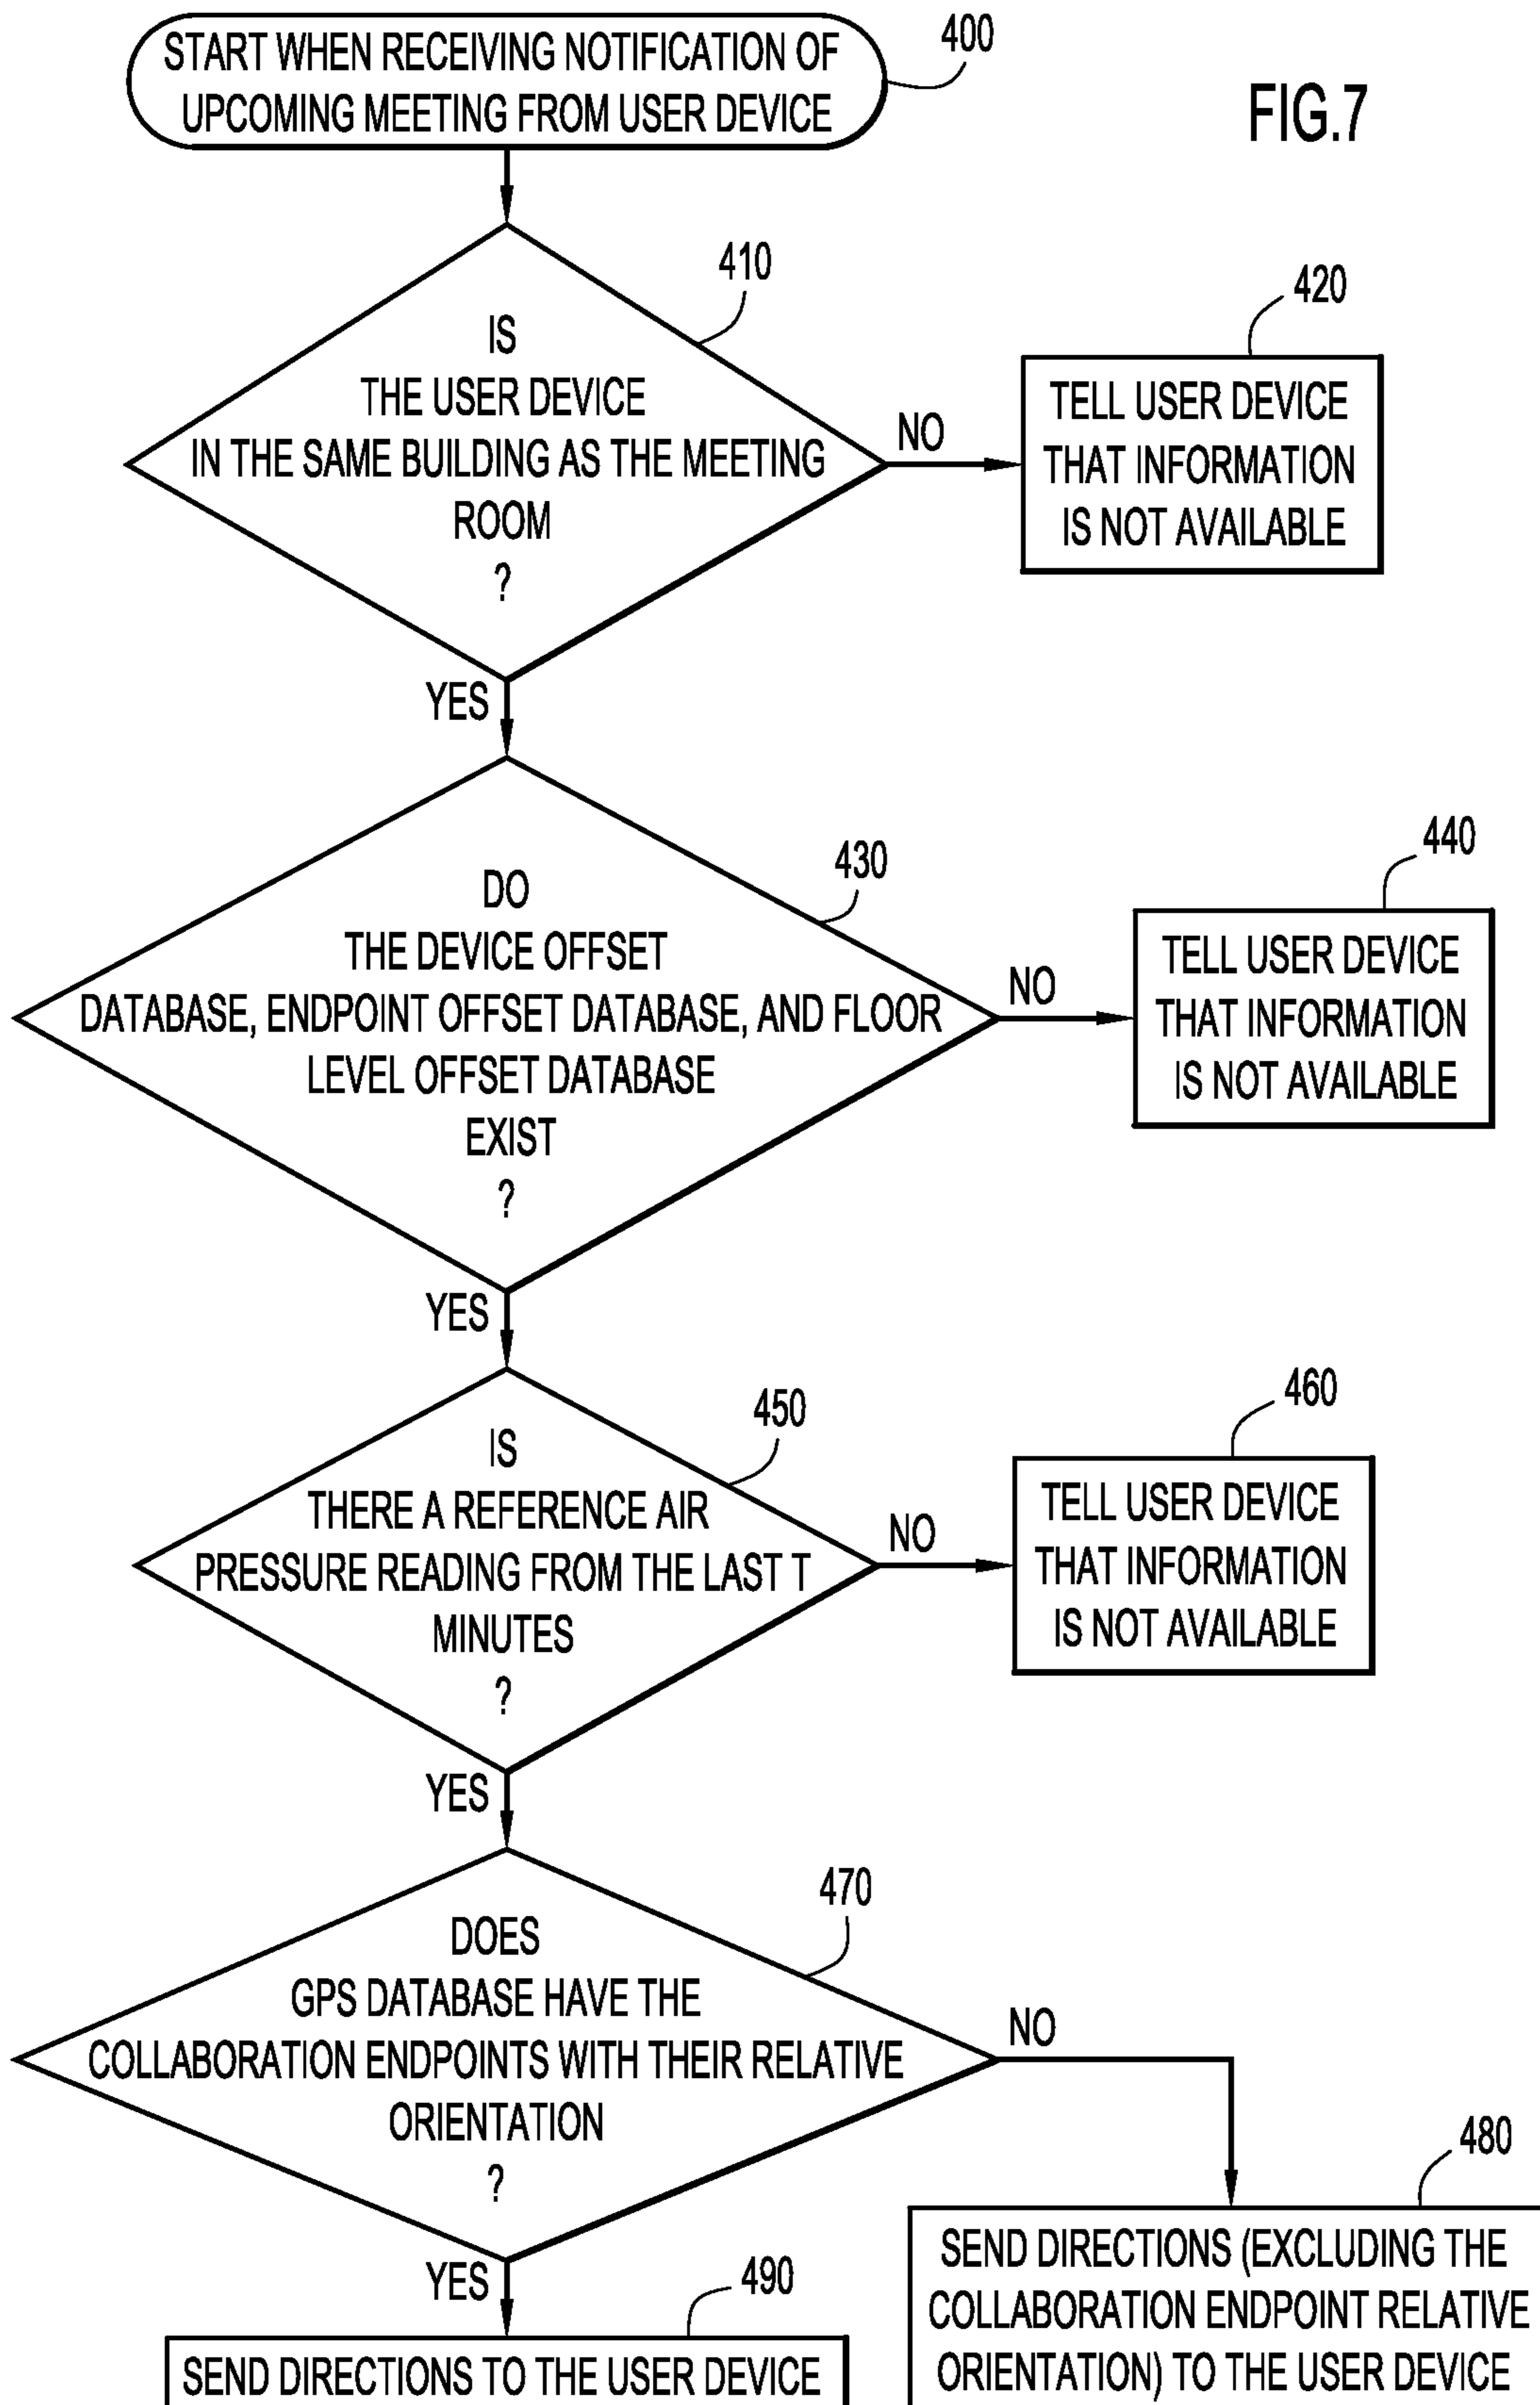 START WHEN RECEIVING NOTIFICATION OF
UPCOMING MEETING FROM USER DEVICE
400
FIG.7
410
IS
THE USER DEVICE
IN THE SAME BUILDING AS THE MEETING
ROOM
?
NO
420
TELL USER DEVICE
THAT INFORMATION
IS NOT AVAILABLE
YES
430
DO
THE DEVICE OFFSET
DATABASE, ENDPOINT OFFSET DATABASE, AND FLOOR
LEVEL OFFSET DATABASE
EXIST
?
NO
440
TELL USER DEVICE
THAT INFORMATION
IS NOT AVAILABLE
YES
450
IS
THERE A REFERENCE AIR
PRESSURE READING FROM THE LAST T
MINUTES
?
NO
460
TELL USER DEVICE
THAT INFORMATION
IS NOT AVAILABLE
YES
470
DOES
GPS DATABASE HAVE THE
COLLABORATION ENDPOINTS WITH THEIR RELATIVE
ORIENTATION
?
NO
480
SEND DIRECTIONS (EXCLUDING THE
COLLABORATION ENDPOINT RELATIVE
ORIENTATION) TO THE USER DEVICE
YES
490
SEND DIRECTIONS TO THE USER DEVICE